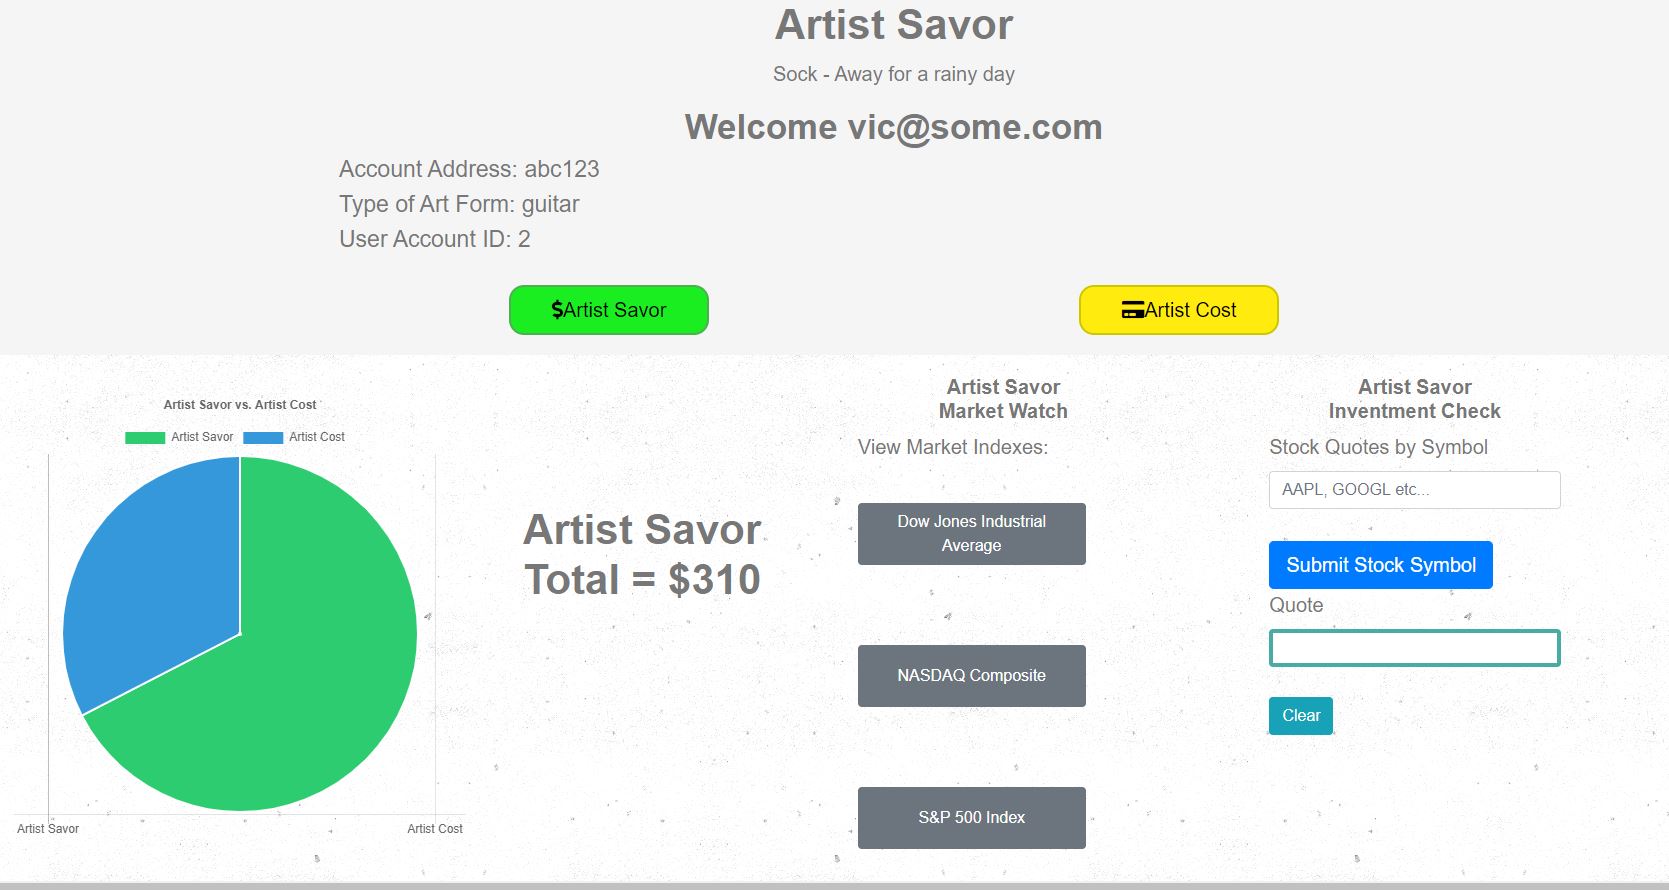 Artist Savor
Sock - Away for a rainy day
Welcome vic@some.com
Account Address: abc123
Type of Art Form: guitar
User Account ID: 2
Artist Savor
Artist Cost
Artist Savor vs. Artist Cost
Artist Savor
Artist Cost
Artist Savor
Artist Cost
Artist Savor
Total = $310
Artist Savor
Market Watch
View Market Indexes:
Dow Jones Industrial
Average
NASDAQ Composite
S&P 500 Index
Artist Savor
Inventment Check
Stock Quotes by Symbol
AAPL, GOOGL etc...
Submit Stock Symbol
Quote
Clear